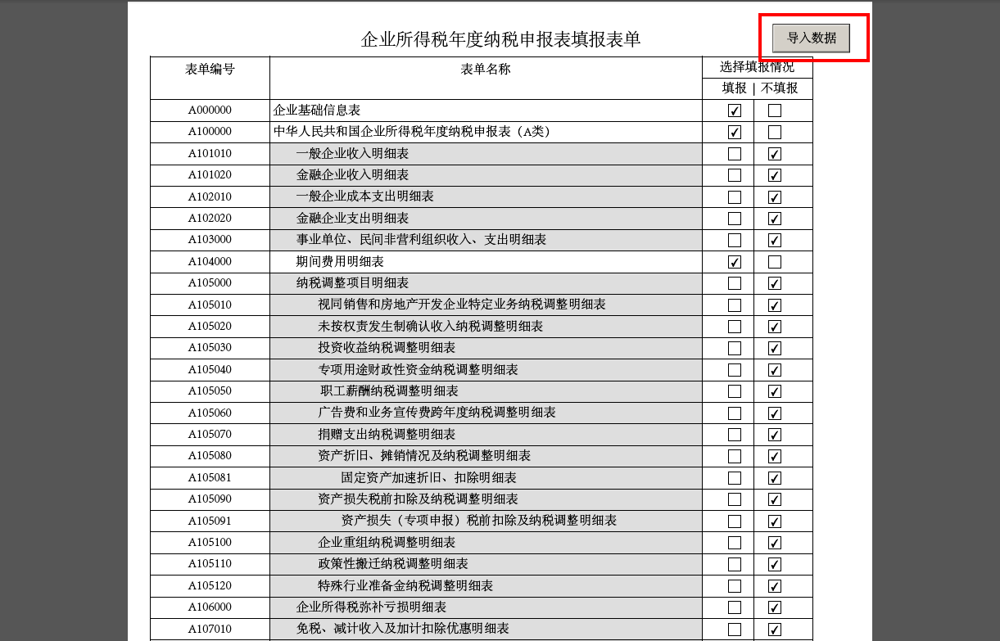 企业所得税年度纳税申报表填报表单
导入数据
表单编号 表单名称 选择填报情况
填报 | 不填报
A000000 企业基础信息表 ✓
A100000 中华人民共和国企业所得税年度纳税申报表（A类） ✓
A101010 一般企业收入明细表 ✓
A101020 金融企业收入明细表 ✓
A102010 一般企业成本支出明细表 ✓
A102020 金融企业支出明细表 ✓
A103000 事业单位、民间非营利组织收入、支出明细表 ✓
A104000 期间费用明细表 ✓
A105000 纳税调整项目明细表 ✓
A105010 视同销售和房地产开发企业特定业务纳税调整明细表 ✓
A105020 未按权责发生制确认收入纳税调整明细表 ✓
A105030 投资收益纳税调整明细表 ✓
A105040 专项用途财政性资金纳税调整明细表 ✓
A105050 职工薪酬纳税调整明细表 ✓
A105060 广告费和业务宣传费跨年度纳税调整明细表 ✓
A105070 捐赠支出纳税调整明细表 ✓
A105080 资产折旧、摊销情况及纳税调整明细表 ✓
A105081 固定资产加速折旧、扣除明细表 ✓
A105090 资产损失税前扣除及纳税调整明细表 ✓
A105091 资产损失（专项申报）税前扣除及纳税调整明细表 ✓
A105100 企业重组纳税调整明细表 ✓
A105110 政策性搬迁纳税调整明细表 ✓
A105120 特殊行业准备金纳税调整明细表 ✓
A106000 企业所得税弥补亏损明细表 ✓
A107010 免税、减计收入及加计扣除优惠明细表 ✓